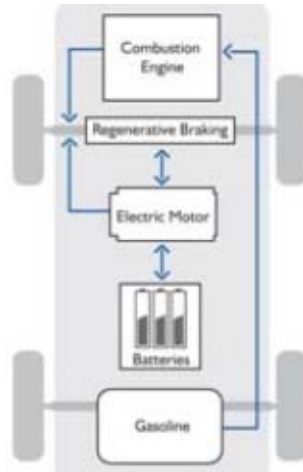 Combustion
Engine
Regenerative Braking
Electric Motor
Batteries
Gasoline